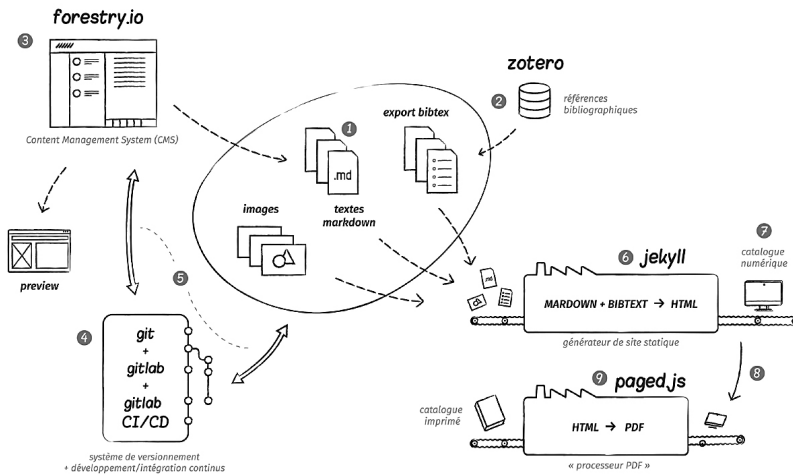 forestry.io
3
Content Management System (CMS)
preview
zotero
2
références
bibliographiques
export bibtex
1
.md
textes
markdown
images
5
4
git
+
gitlab
+
gitlab
CI/CD
système de versionnement
+ développement/intégration continus
6
jekyll
.md
MARDOWN + BIBTEXT → HTML
générateur de site statique
7
catalogue
numérique
8
9
paged.js
HTML → PDF
« processeur PDF »
catalogue
imprimé